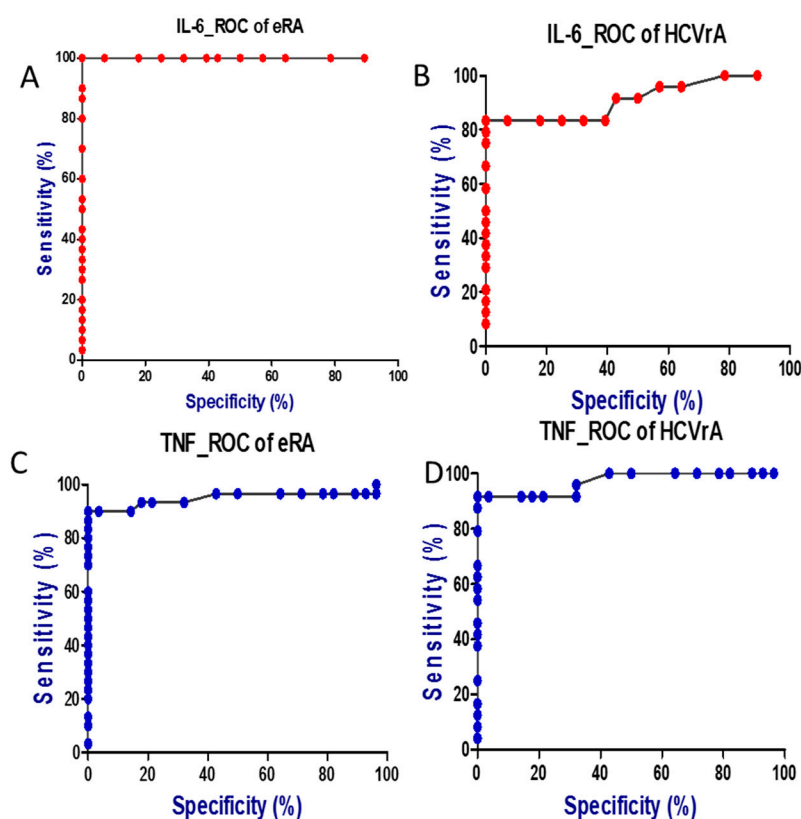 A
IL-6_ROC of eRA
Sensitivity (%)
100
80
60
40
20
0
0 20 40 60 80 100
Specificity (%)
B
IL-6_ROC of HCVrA
Sensitivity (%)
100
80
60
40
20
0
0 20 40 60 80 100
Specificity (%)
C
TNF_ROC of eRA
Sensitivity (%)
100
80
60
40
20
0
0 20 40 60 80 100
Specificity (%)
D
TNF_ROC of HCVrA
Sensitivity (%)
100
80
60
40
20
0
0 20 40 60 80 100
Specificity (%)